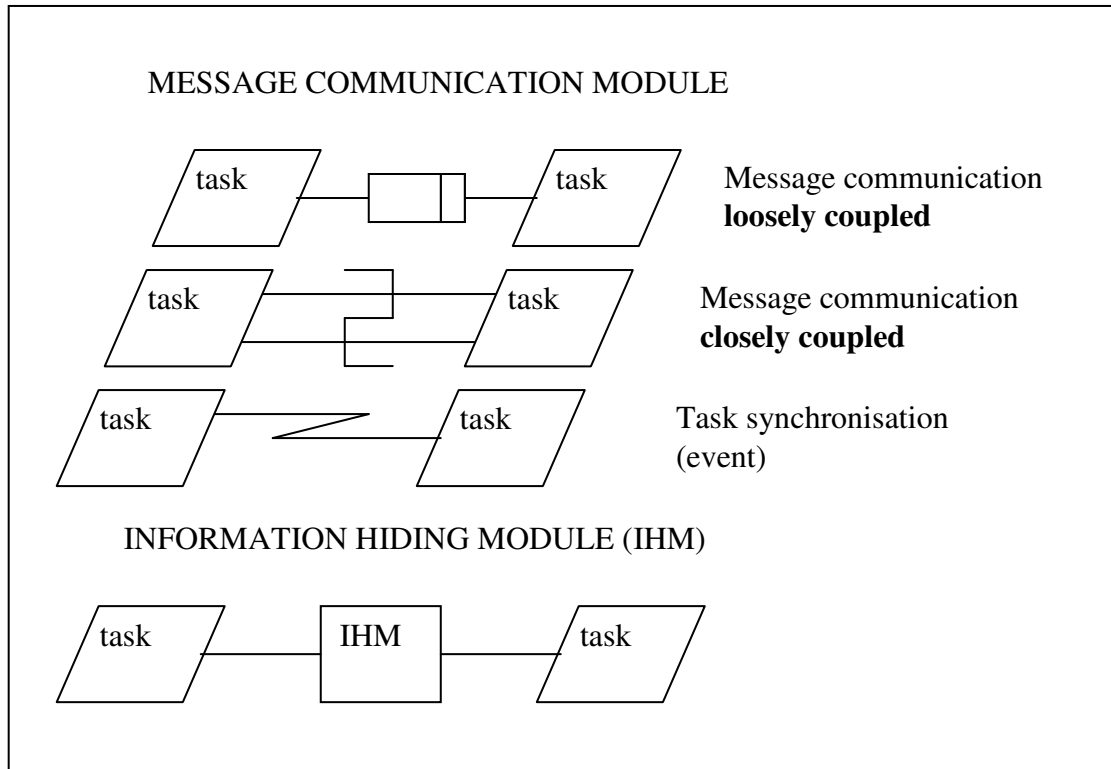 MESSAGE COMMUNICATION MODULE
task
task
Message communication
loosely coupled
task
task
Message communication
closely coupled
task
task
Task synchronisation
(event)
INFORMATION HIDING MODULE (IHM)
task
IHM
task